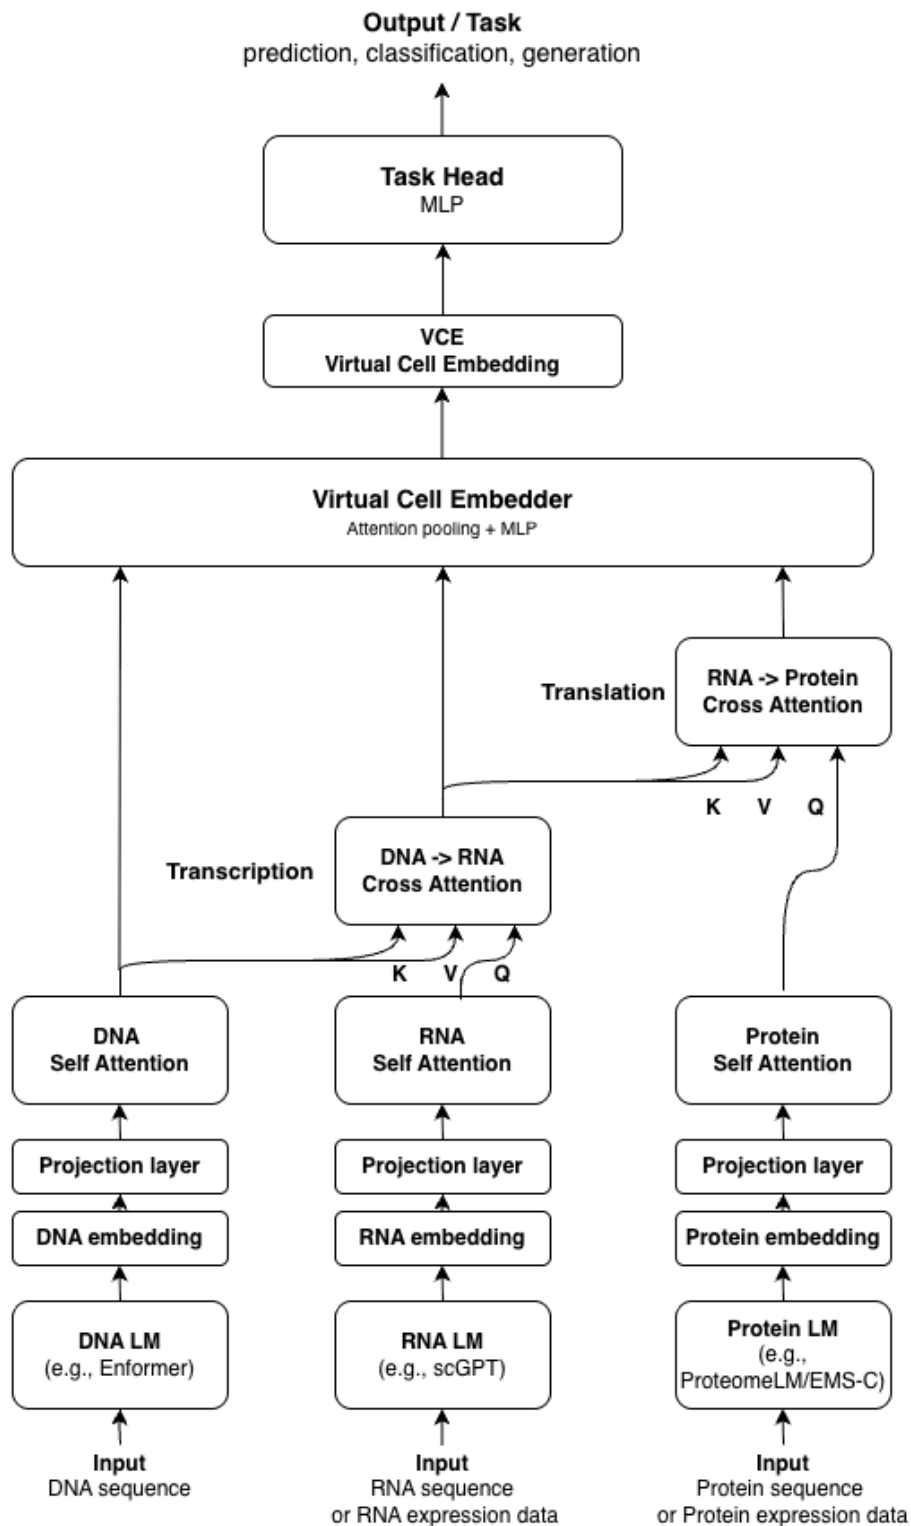 Output / Task
prediction, classification, generation
Task Head
MLP
VCE
Virtual Cell Embedding
Virtual Cell Embedder
Attention pooling + MLP
Translation
RNA -> Protein
Cross Attention
K V Q
Transcription
DNA -> RNA
Cross Attention
K V Q
DNA
Self Attention
RNA
Self Attention
Protein
Self Attention
Projection layer
Projection layer
Projection layer
DNA embedding
RNA embedding
Protein embedding
DNA LM
(e.g., Enformer)
RNA LM
(e.g., scGPT)
Protein LM
(e.g.,
ProteomeLM/EMS-C)
Input
DNA sequence
Input
RNA sequence
or RNA expression data
Input
Protein sequence
or Protein expression data